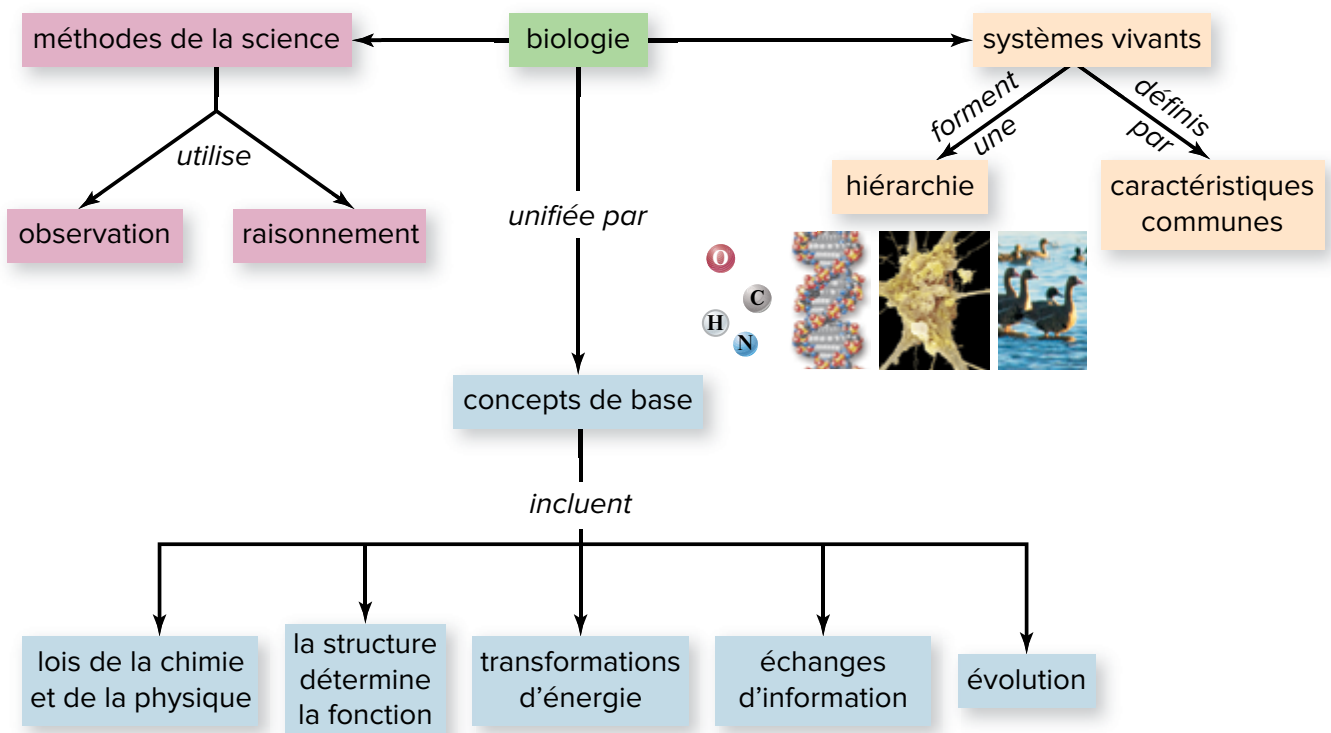 méthodes de la science
biologie
systèmes vivants
forment
une
définis
par
utilise
hiérarchie
caractéristiques
communes
observation
raisonnement
unifiée par
O
C
H
N
concepts de base
incluent
lois de la chimie
et de la physique
la structure
détermine
la fonction
transformations
d'énergie
échanges
d'information
évolution